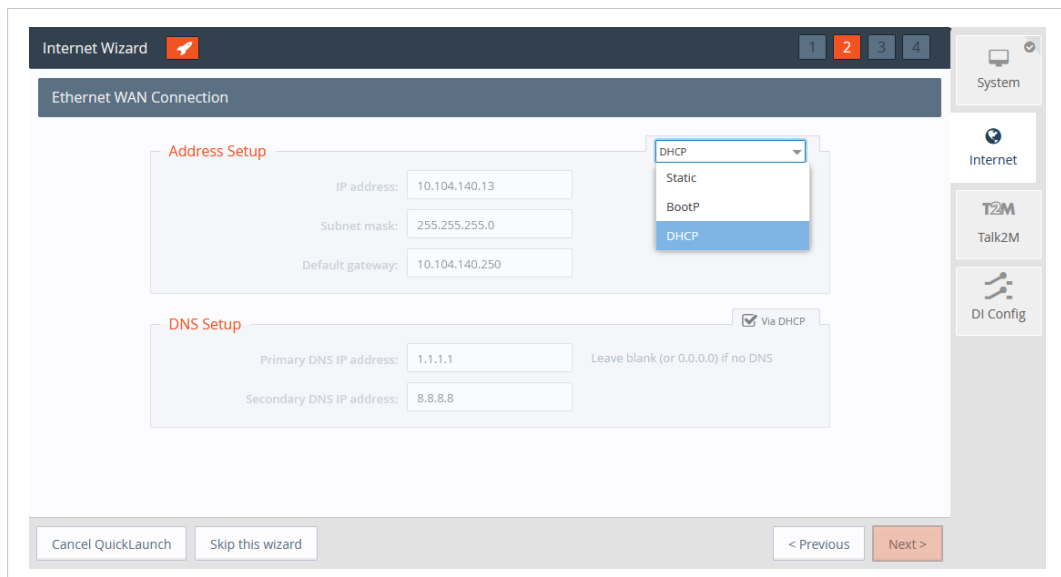 Internet Wizard
1 2 3 4
System
Ethernet WAN Connection
Address Setup
DHCP
Static
BootP
DHCP
IP address: 10.104.140.13
Subnet mask: 255.255.255.0
Default gateway: 10.104.140.250
Internet
T2M
Talk2M
DI Config
DNS Setup
Via DHCP
Primary DNS IP address: 1.1.1.1 Leave blank (or 0.0.0.0) if no DNS
Secondary DNS IP address: 8.8.8.8
Cancel QuickLaunch Skip this wizard < Previous Next >